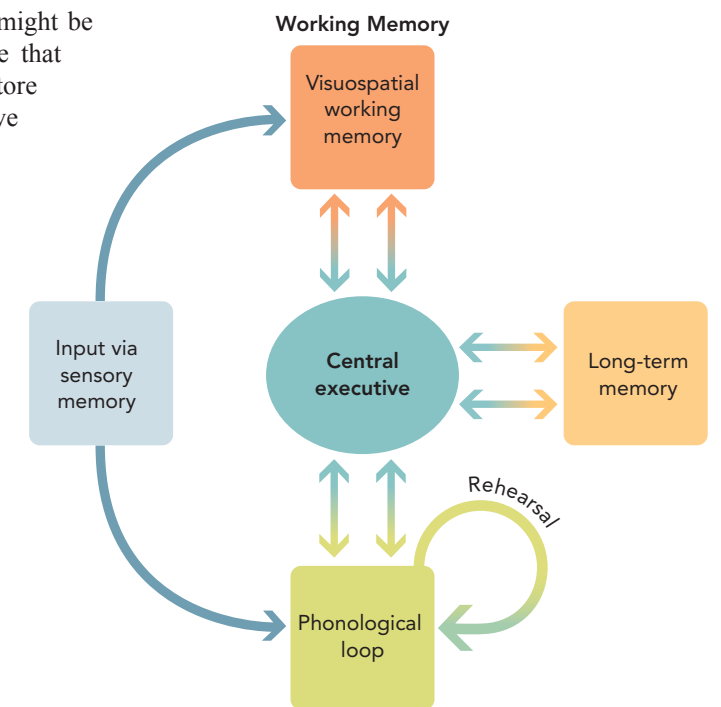 might be
e that
tore
ve
Working Memory
Visuospatial
working
memory
Input via
sensory
memory
Central
executive
Long-term
memory
Rehearsal
Phonological
loop